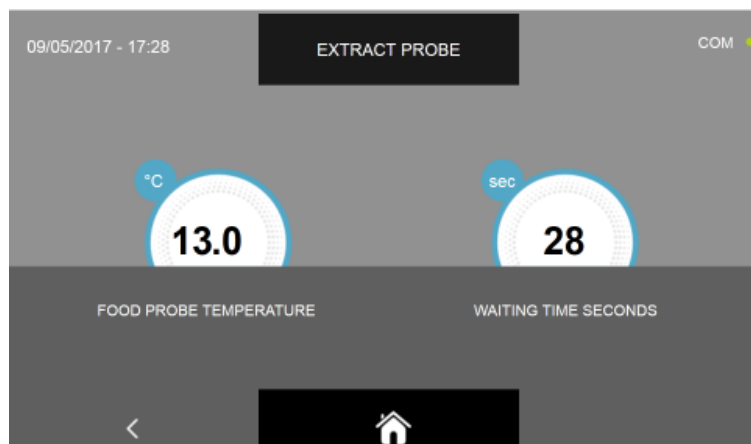 09/05/2017 - 17:28
EXTRACT PROBE
COM
°C
sec
13.0
28
FOOD PROBE TEMPERATURE
WAITING TIME SECONDS